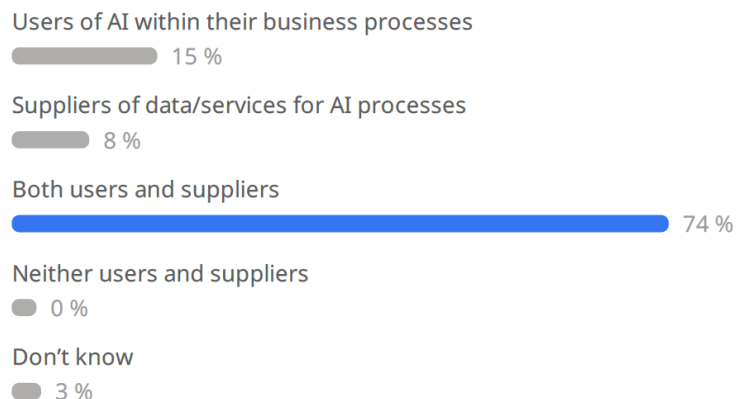 Users of AI within their business processes
15 %
Suppliers of data/services for AI processes
8 %
Both users and suppliers
74 %
Neither users and suppliers
0 %
Don’t know
3 %